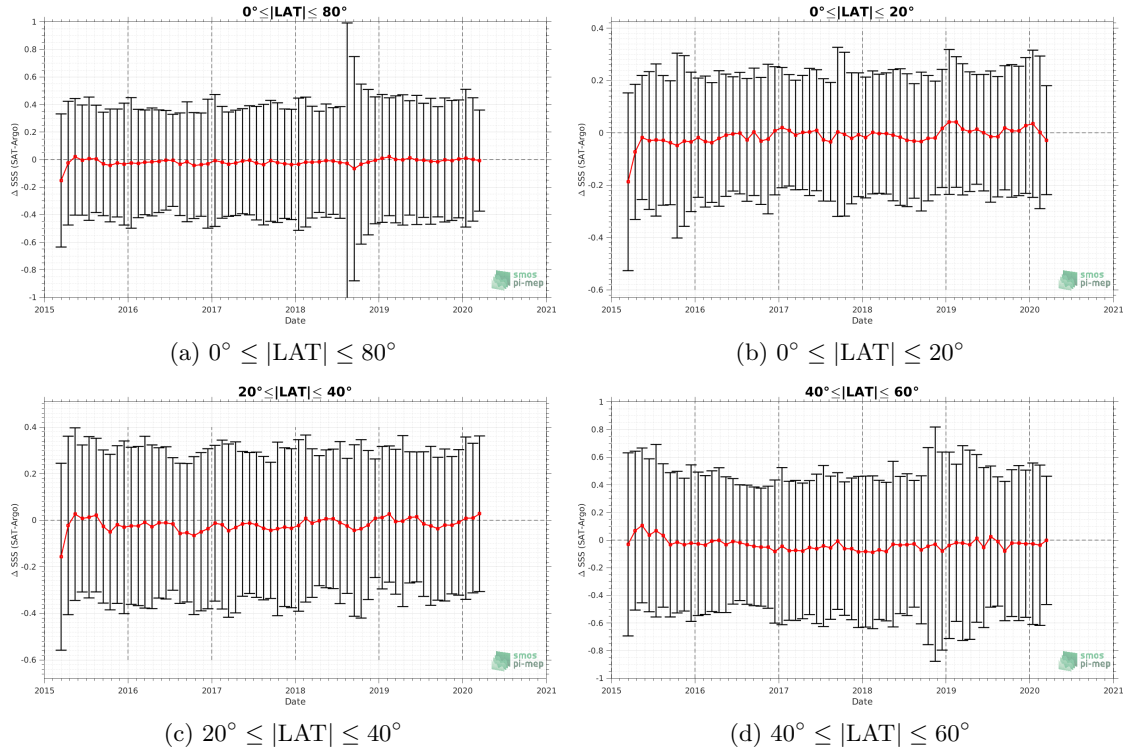 0°≤|LAT|≤ 80°
Δ SSS (SAT-Argo)
1
0.8
0.6
0.4
0.2
0
-0.2
-0.4
-0.6
-0.8
-1
2015 2016 2017 2018 2019 2020 2021
Date
smos
pi-mep
(a) 0° ≤ |LAT| ≤ 80°
0°≤|LAT|≤ 20°
Δ SSS (SAT-Argo)
0.4
0.2
0
-0.2
-0.4
-0.6
2015 2016 2017 2018 2019 2020 2021
Date
smos
pi-mep
(b) 0° ≤ |LAT| ≤ 20°
20°≤|LAT|≤ 40°
Δ SSS (SAT-Argo)
0.4
0.2
0
-0.2
-0.4
-0.6
2015 2016 2017 2018 2019 2020 2021
Date
smos
pi-mep
(c) 20° ≤ |LAT| ≤ 40°
40°≤|LAT|≤ 60°
Δ SSS (SAT-Argo)
1
0.8
0.6
0.4
0.2
0
-0.2
-0.4
-0.6
-0.8
-1
2015 2016 2017 2018 2019 2020 2021
Date
smos
pi-mep
(d) 40° ≤ |LAT| ≤ 60°